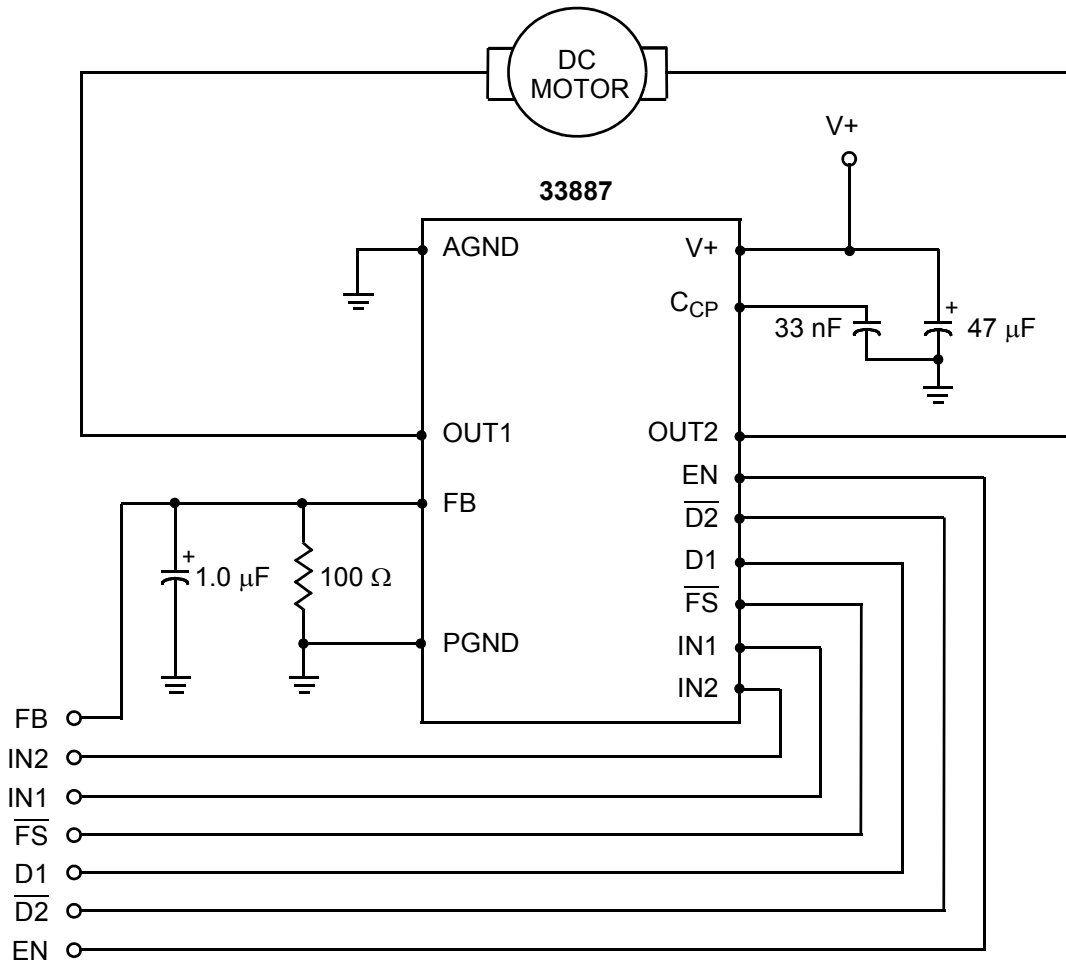 DC
MOTOR
V+
33887
AGND
V+
C_CP
33 nF
+
47 μF
OUT1
OUT2
EN
FB
D2̅
D1
+
1.0 μF
100 Ω
FS̅
PGND
IN1
IN2
FB
IN2
IN1
FS̅
D1
D2̅
EN